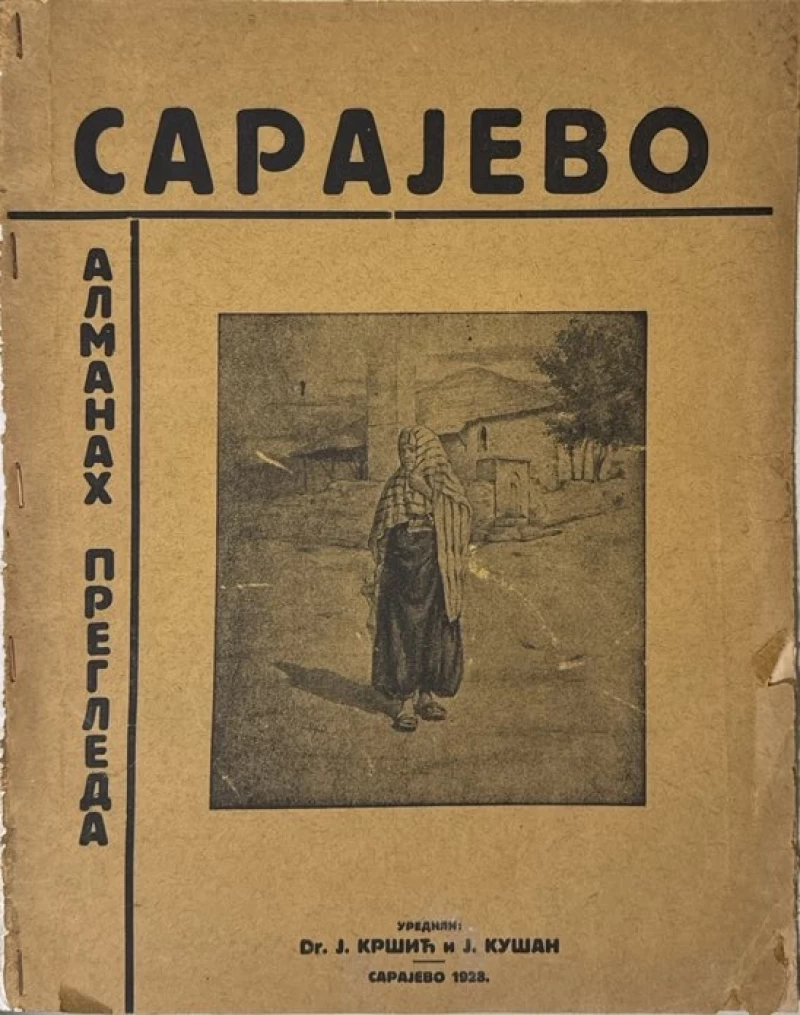 САРАЈЕВО
АЛМАНАХ ПРЕГЛЕДА
УРЕДИЛИ:
Dr. Ј. КРШИЋ и Ј. КУШАН
САРАЈЕВО 1928.